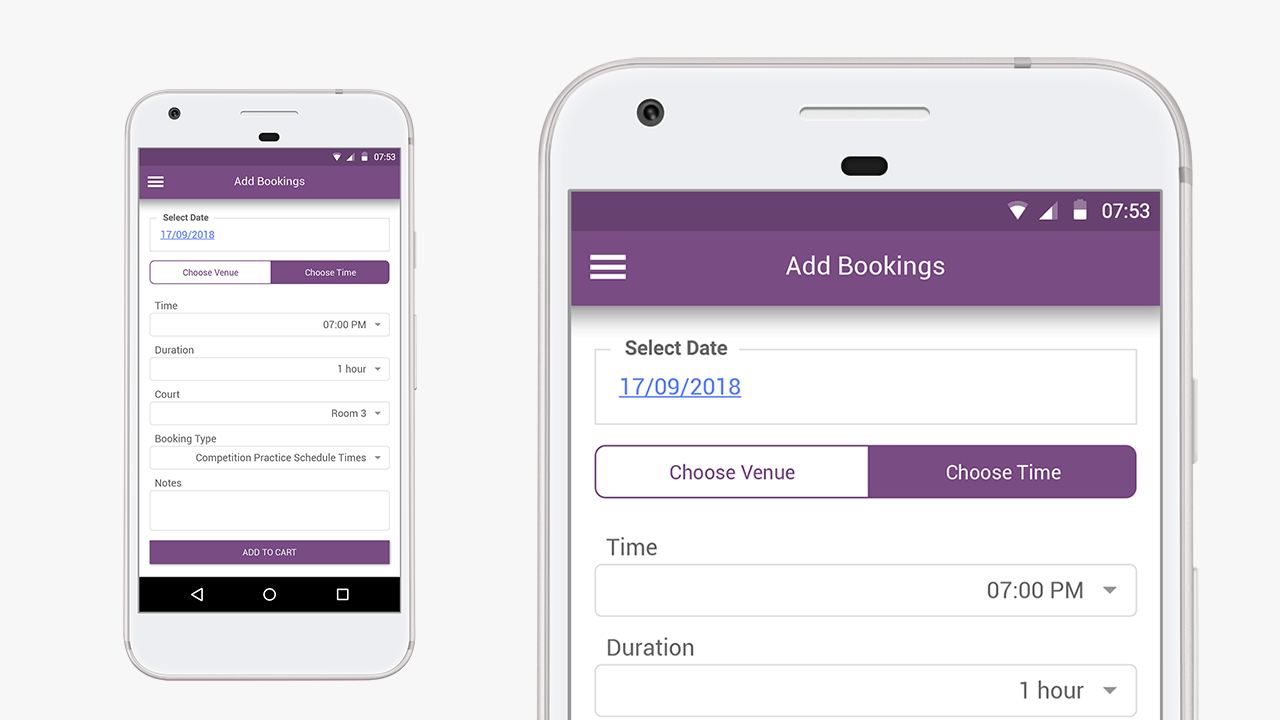 07:53
Add Bookings
Select Date
17/09/2018
Choose Venue Choose Time
Time
07:00 PM
Duration
1 hour
Court
Room 3
Booking Type
Competition Practice Schedule Times
Notes
ADD TO CART
07:53
Add Bookings
Select Date
17/09/2018
Choose Venue Choose Time
Time
07:00 PM
Duration
1 hour